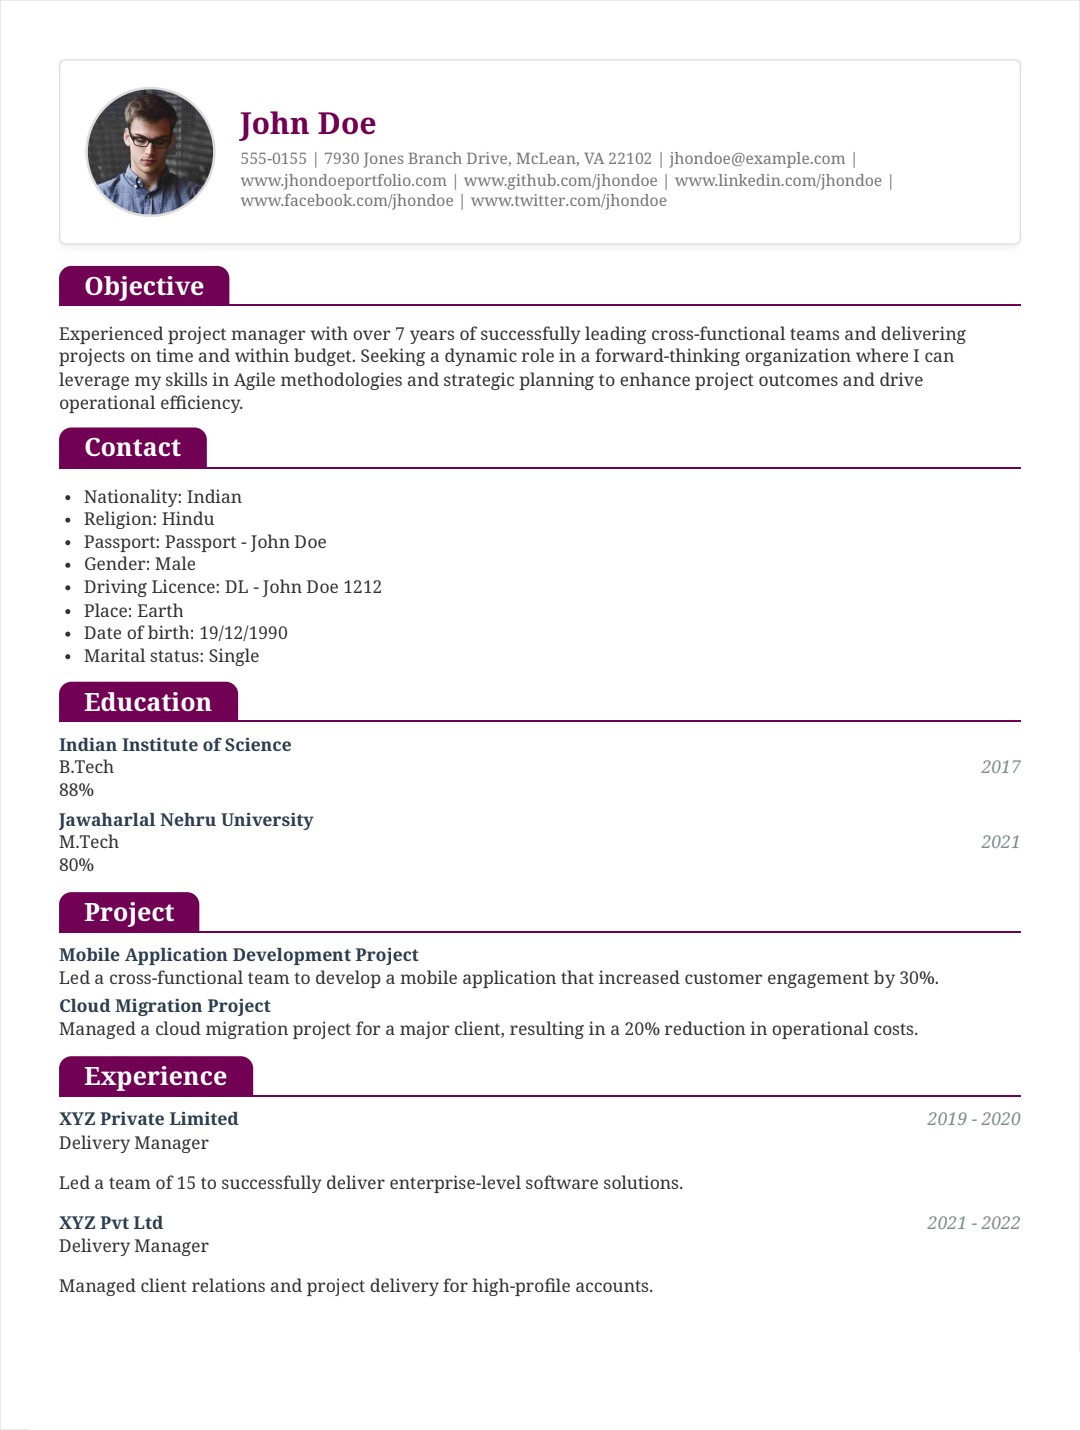 John Doe
555-0155 | 7930 Jones Branch Drive, McLean, VA 22102 | jhondoe@example.com |
www.jhondoeportfolio.com | www.github.com/jhondoe | www.linkedin.com/jhondoe |
www.facebook.com/jhondoe | www.twitter.com/jhondoe
Objective
Experienced project manager with over 7 years of successfully leading cross-functional teams and delivering
projects on time and within budget. Seeking a dynamic role in a forward-thinking organization where I can
leverage my skills in Agile methodologies and strategic planning to enhance project outcomes and drive
operational efficiency.
Contact
• Nationality: Indian
• Religion: Hindu
• Passport: Passport - John Doe
• Gender: Male
• Driving Licence: DL - John Doe 1212
• Place: Earth
• Date of birth: 19/12/1990
• Marital status: Single
Education
Indian Institute of Science
B.Tech 2017
88%
Jawaharlal Nehru University
M.Tech 2021
80%
Project
Mobile Application Development Project
Led a cross-functional team to develop a mobile application that increased customer engagement by 30%.
Cloud Migration Project
Managed a cloud migration project for a major client, resulting in a 20% reduction in operational costs.
Experience
XYZ Private Limited 2019 - 2020
Delivery Manager
Led a team of 15 to successfully deliver enterprise-level software solutions.
XYZ Pvt Ltd 2021 - 2022
Delivery Manager
Managed client relations and project delivery for high-profile accounts.